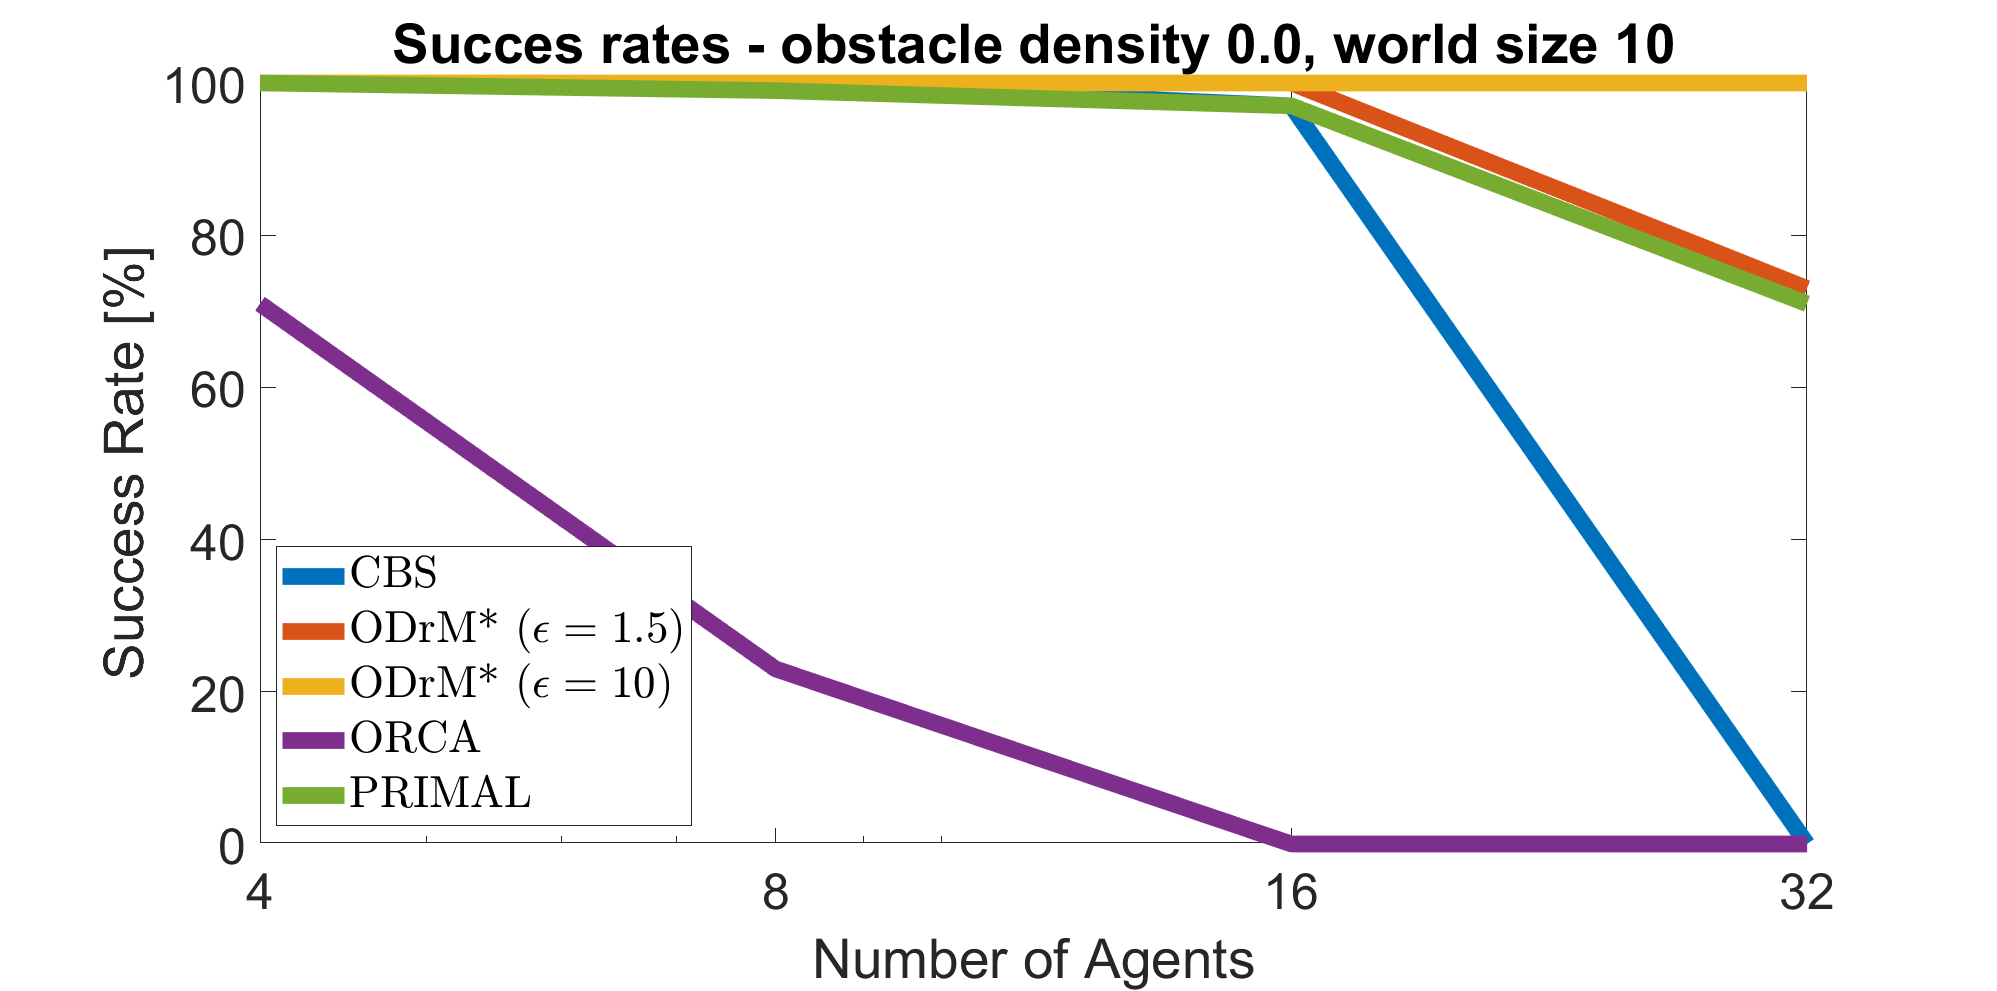 Succes rates - obstacle density 0.0, world size 10
Success Rate [%]
100
80
60
40
20
0
CBS
ODrM* (ϵ = 1.5)
ODrM* (ϵ = 10)
ORCA
PRIMAL
4 8 16 32
Number of Agents